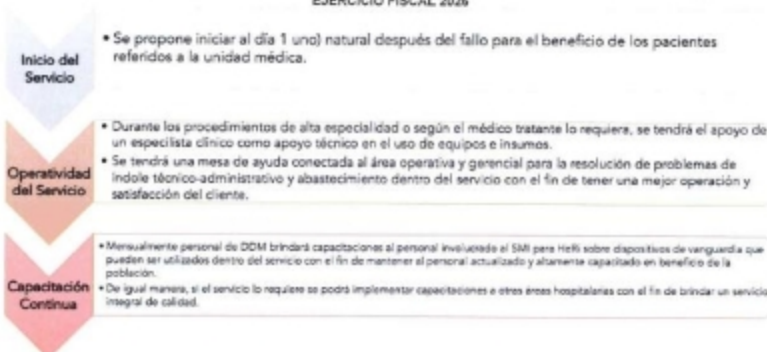 EJERCICIO FISCAL 2026
Inicio del
Servicio
• Se propone iniciar al día 1 uno) natural después del fallo para el beneficio de los pacientes
referidos a la unidad médica.
Operatividad
del Servicio
• Durante los procedimientos de alta especialidad o según el médico tratante lo requiera, se tendrá el apoyo de
un especilista clínico como apoyo técnico en el uso de equipos e insumos.
• Se tendrá una mesa de ayuda conectada al área operativa y gerencial para la resolución de problemas de
índole técnico-administrativo y abastecimiento dentro del servicio con el fin de tener una mejor operación y
satisfacción del cliente.
Capacitación
Continua
• Mensualmente personal de DDM brindará capacitaciones al personal involucrado al SMI para HeRi sobre dispositivos de vanguardia que
pueden ser utilizados dentro del servicio con el fin de mantener al personal actualizado y altamente capacitado en beneficio de la
población.
• De igual manera, si el servicio lo requiere se podrá implementar capacitaciones a otras áreas hospitalarias con el fin de brindar un servicio
integral de calidad.